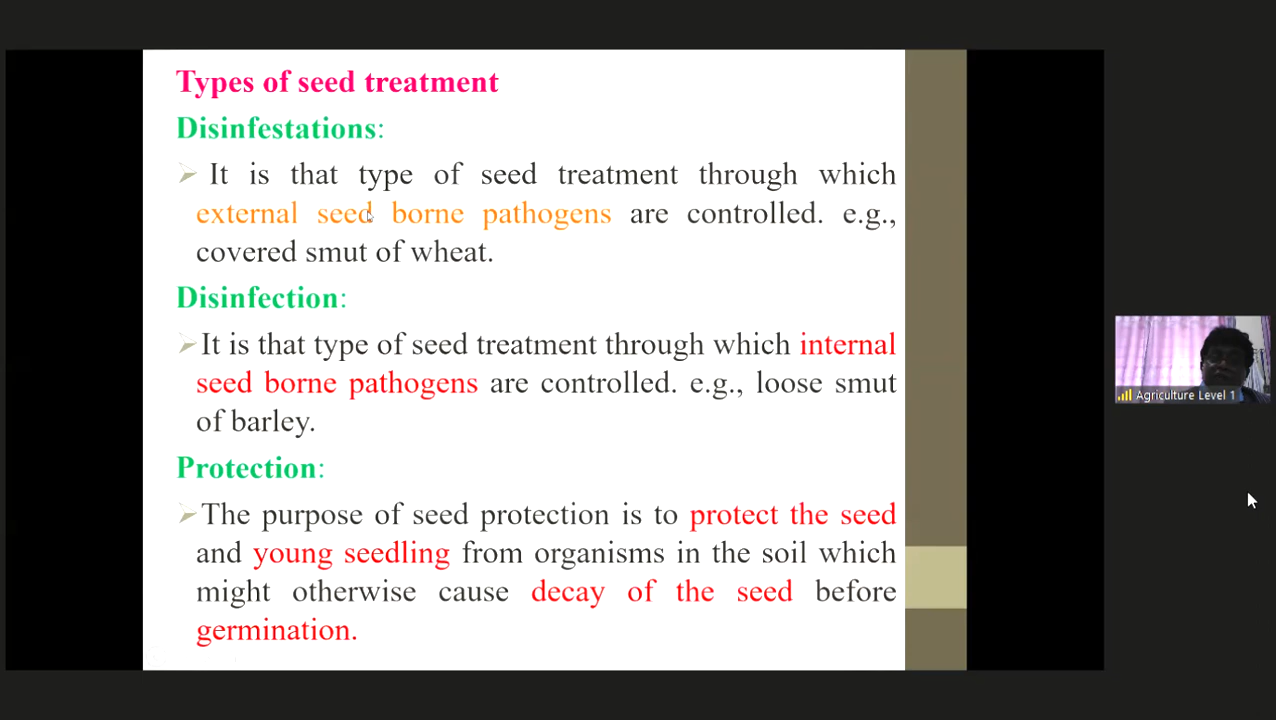 Types of seed treatment
Disinfestations:
It is that type of seed treatment through which
external seed borne pathogens are controlled. e.g.,
covered smut of wheat.
Disinfection:
It is that type of seed treatment through which internal
seed borne pathogens are controlled. e.g., loose smut
of barley.
Protection:
The purpose of seed protection is to protect the seed
and young seedling from organisms in the soil which
might otherwise cause decay of the seed before
germination.
Agriculture Level 1